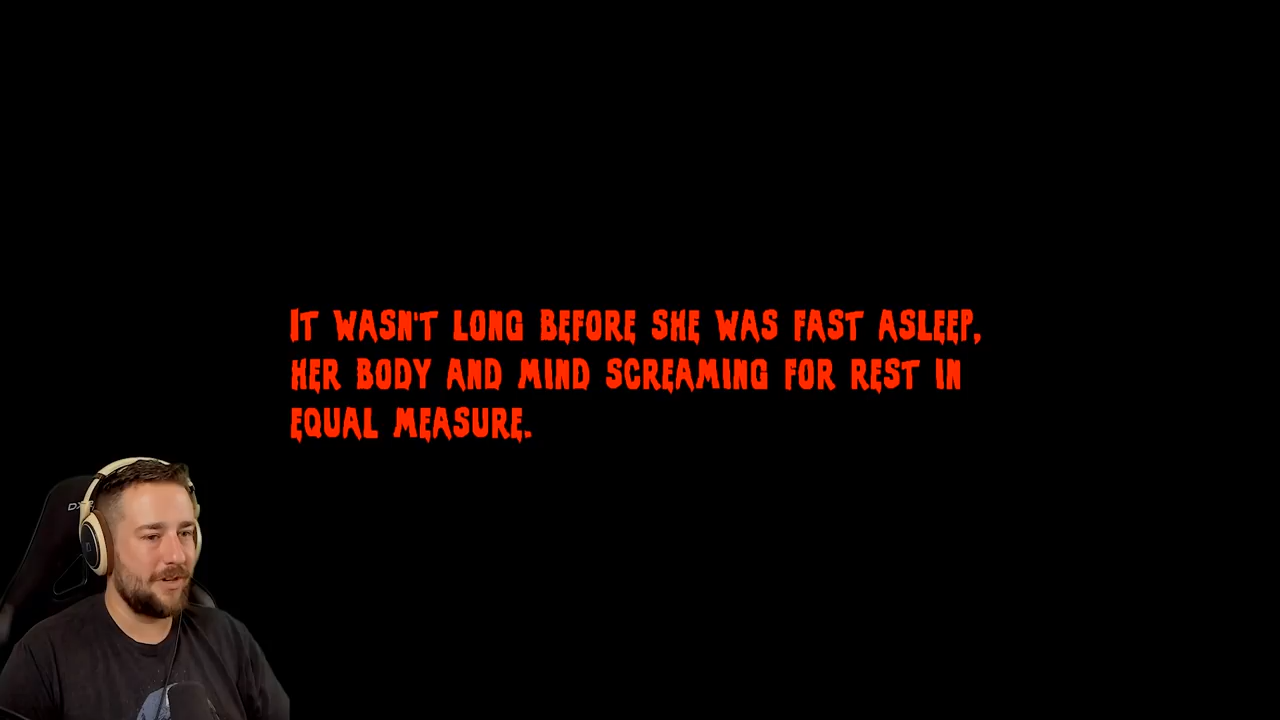 It wasn't long before she was fast asleep,
her body and mind screaming for rest in
equal measure.